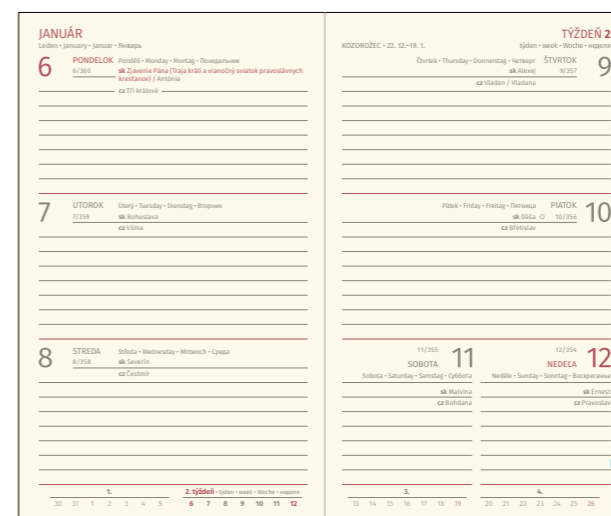 JANUÁR
Leden • January • Januar • Январь
6 PONDELOK Pondělí • Monday • Montag • Понедельник
6/360 sk Zjavenie Pána (Traja králi a vianočný sviatok pravoslávnych
kresťanov) / Antónia
cz Tři králové
7 UTOROK Úterý • Tuesday • Dienstag • Вторник
7/359 sk Bohuslava
cz Vilma
8 STREDA Středa • Wednesday • Mittwoch • Среда
8/358 sk Severín
cz Čestmír
1. 2. týždeň • týden • week • Woche • неделя
30 31 1 2 3 4 5 6 7 8 9 10 11 12
TÝŽDEŇ 2
KOZOROŽEC • 22. 12.–19. 1. týden • week • Woche • неделя
Čtvrtek • Thursday • Donnerstag • Четверг ŠTVRTOK 9
sk Alexej 9/357
cz Vladan / Vladana
Pátek • Friday • Freitag • Пятница PIATOK 10
sk Dáša 10/356
cz Břetislav
11/355 11
SOBOTA
Sobota • Saturday • Samstag • Суббота
sk Malvína
cz Bohdana
12/354 12
NEDEĽA
Neděle • Sunday • Sonntag • Воскресенье
sk Ernest
cz Pravoslav
3. 4.
13 14 15 16 17 18 19 20 21 22 23 24 25 26